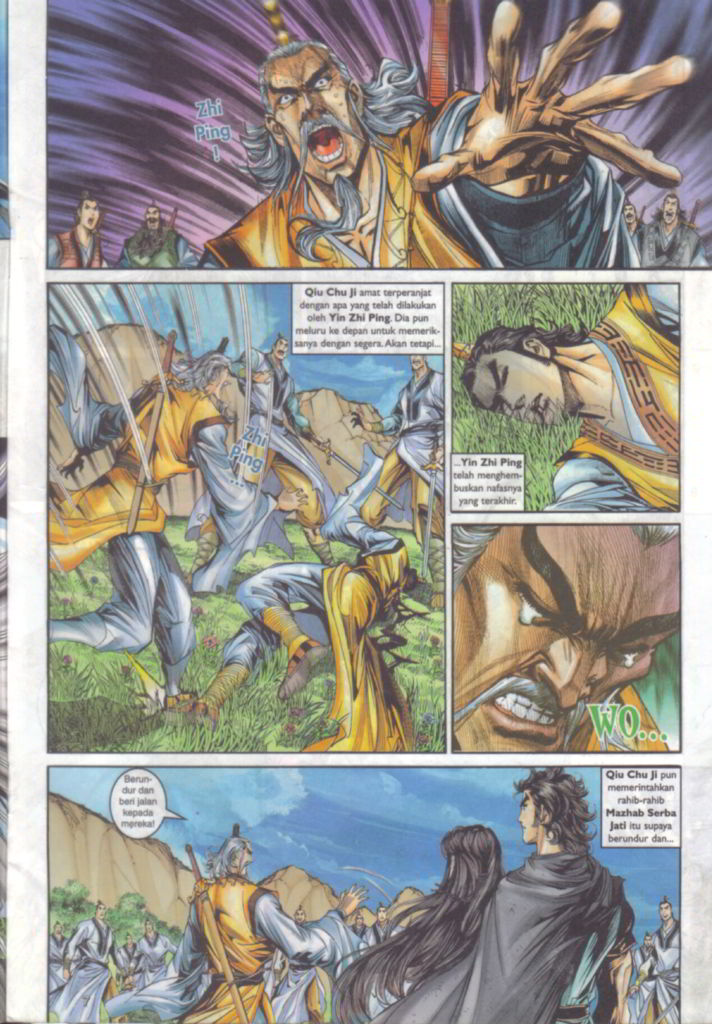 Zhi
Ping
!
Qiu Chu Ji amat terperanjat
dengan apa yang telah dilakukan
oleh Yin Zhi Ping. Dia pun
meluru ke depan untuk memerik-
sanya dengan segera. Akan tetapi...
Zhi
Ping
...
...Yin Zhi Ping
telah menghem-
buskan nafasnya
yang terakhir.
WO...
Berun-
dur dan
beri jalan
kepada
mereka!
Qiu Chu Ji pun
memerintahkan
rahib-rahib
Mazhab Serba
Jati itu supaya
berundur dan...